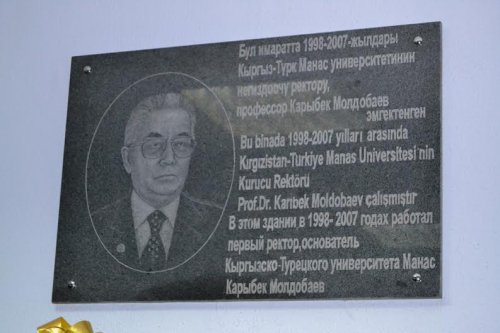 Бул имаратта 1998-2007-жылдары
Кыргыз-Түрк Манас университетинин
негиздөөчү ректору,
профессор Карыбек Молдобаев
эмгектенген
Bu binada 1998-2007 yılları arasında
Kırgızistan-Turkiye Manas Üniversitesi'nin
Kurucu Rektörü
Prof.Dr. Karıbek Moldobaev çalışmıştır
В этом здании в 1998- 2007 годах работал
первый ректор,основатель
Кыргызско-Турецкого университета Манас
Карыбек Молдобаев